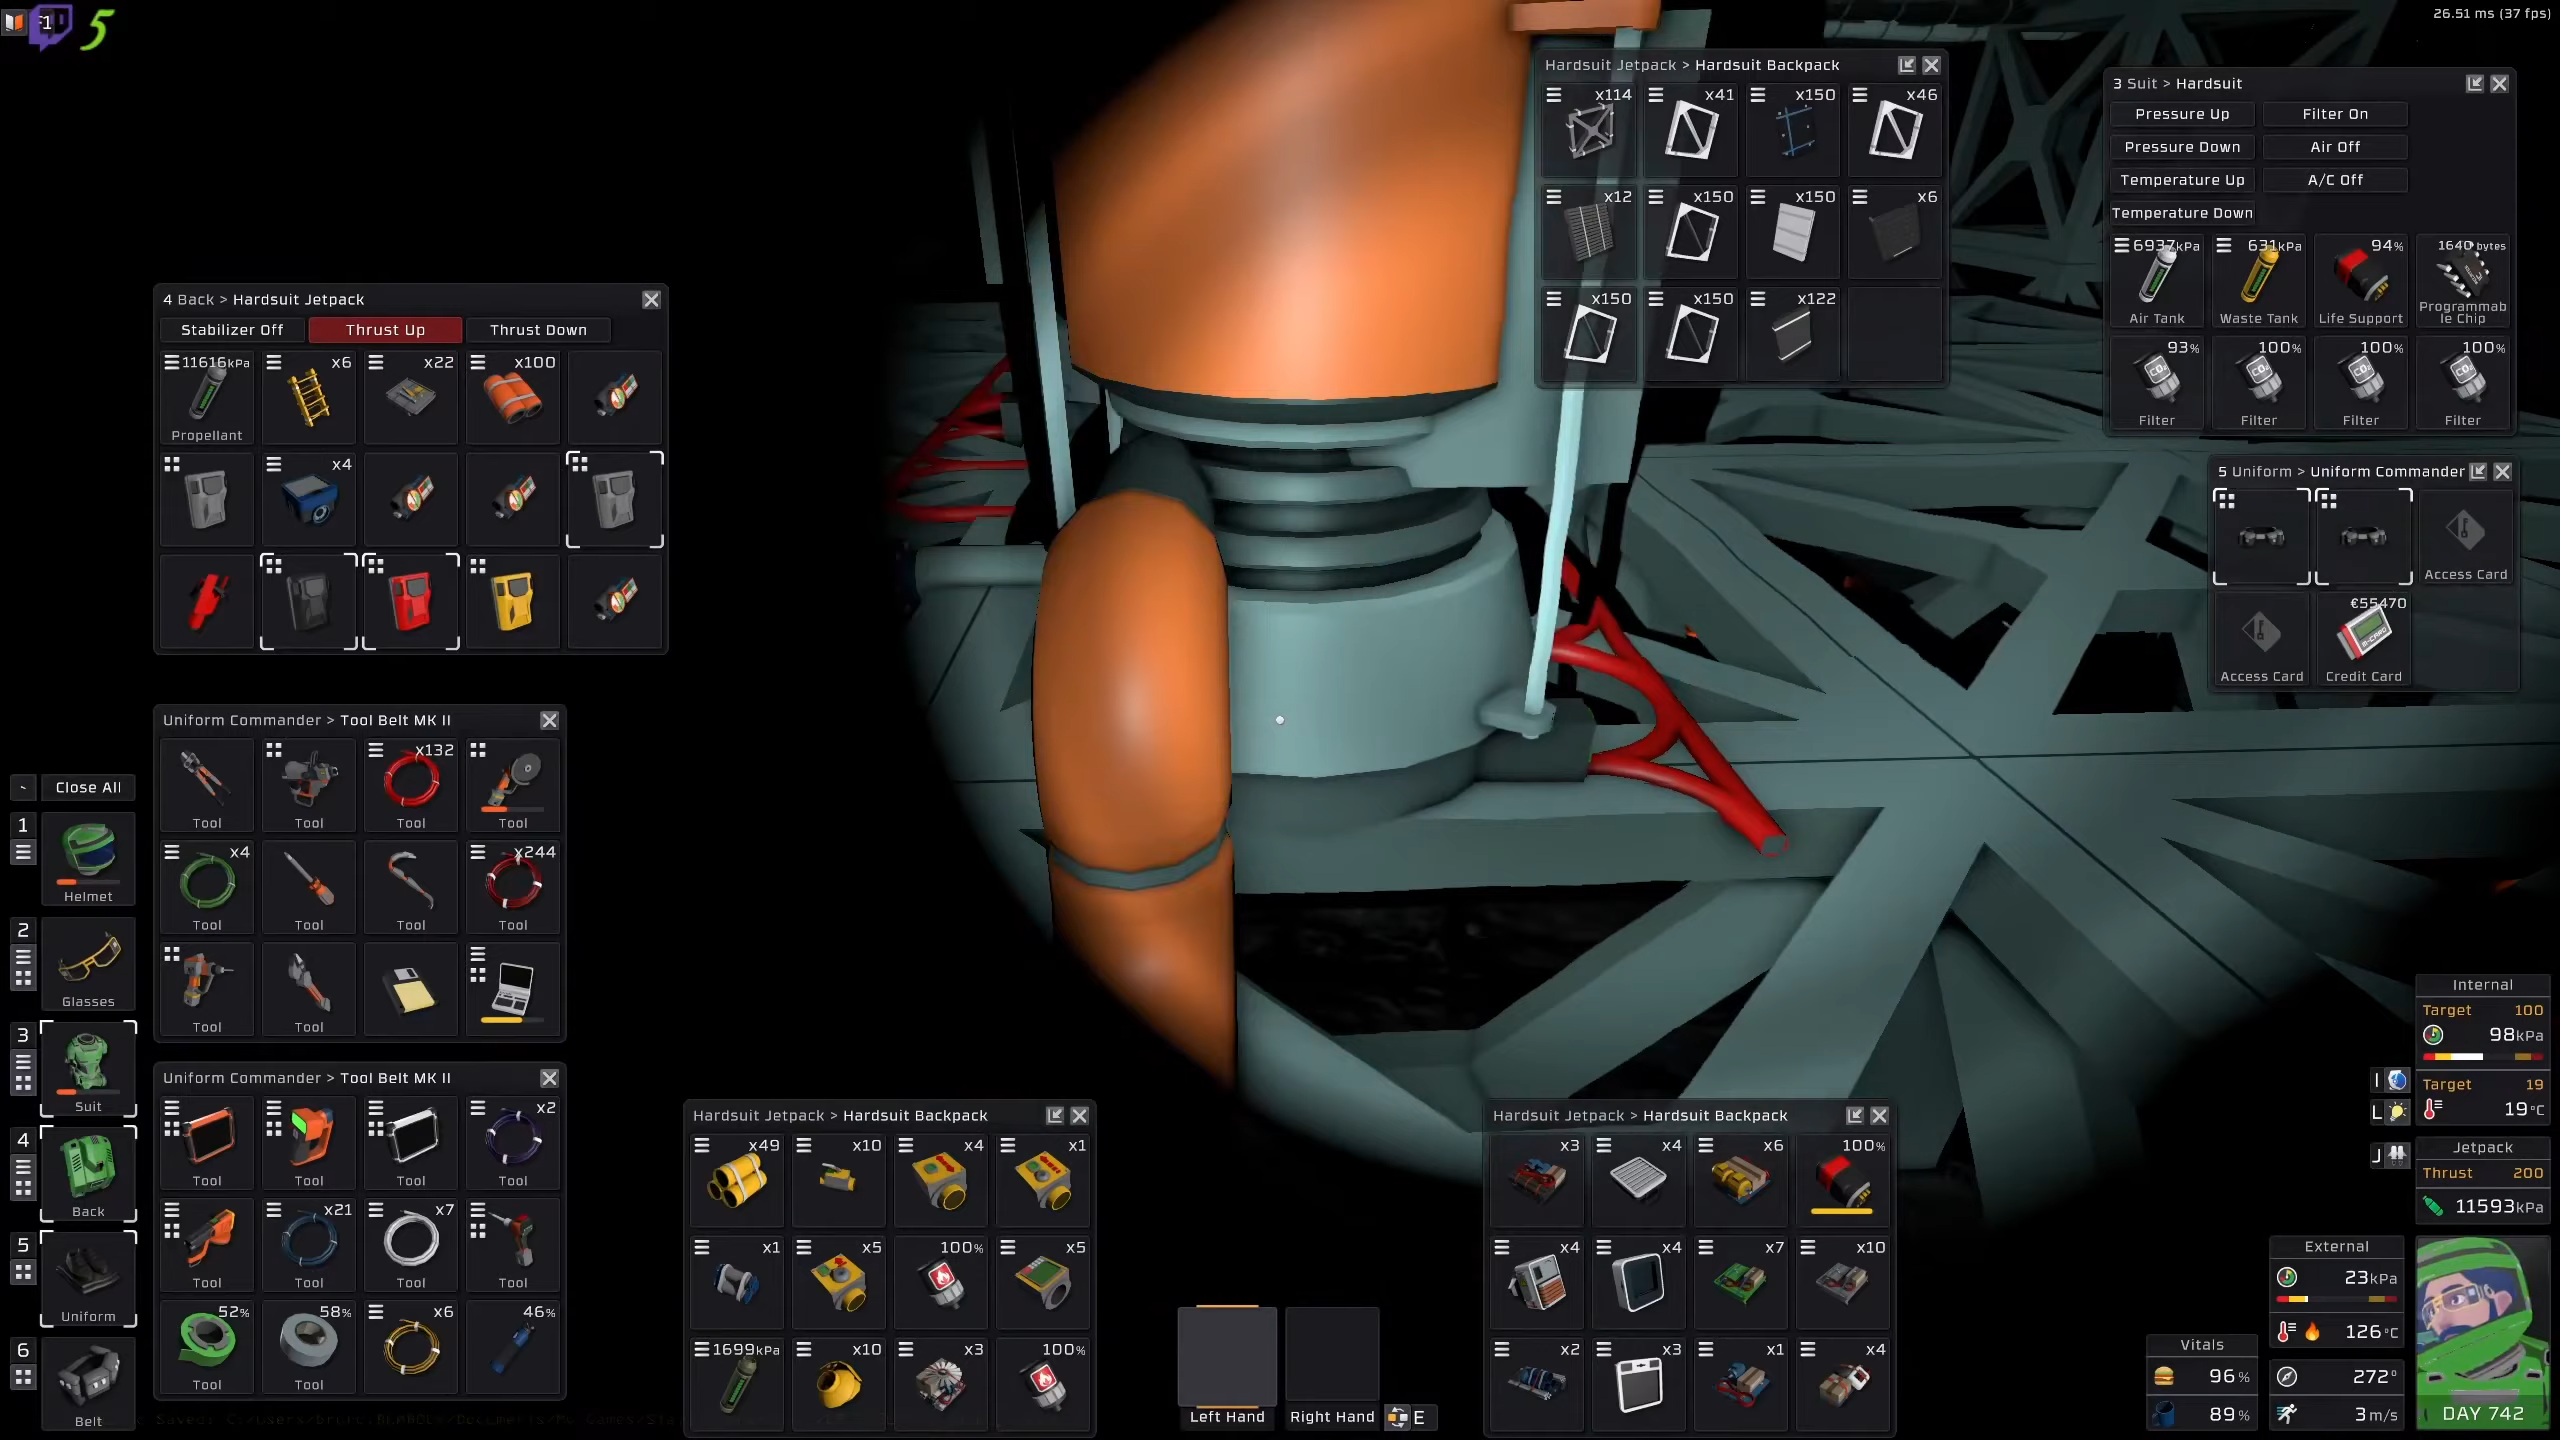 F1
5
26.51 ms (37 fps)
Hardsuit Jetpack > Hardsuit Backpack
x114
x41
x150
x46
x12
x150
x150
x6
x150
x150
x122
3 Suit > Hardsuit
Pressure Up
Filter On
Pressure Down
Air Off
Temperature Up
A/C Off
Temperature Down
6937kPa
631kPa
94%
1640 bytes
Air Tank
Waste Tank
Life Support
Programmab
le Chip
93%
100%
100%
100%
Filter
Filter
Filter
Filter
4 Back > Hardsuit Jetpack
Stabilizer Off
Thrust Up
Thrust Down
11616kPa
x6
x22
x100
Propellant
x4
5 Uniform > Uniform Commander
Access Card
€55470
Access Card
Credit Card
Uniform Commander > Tool Belt MK II
x132
Tool
Tool
Tool
Tool
x4
x244
Tool
Tool
Tool
Tool
Tool
Tool
~ Close All
1
Helmet
2
Glasses
3
Suit
4
Back
5
Uniform
6
Belt
Uniform Commander > Tool Belt MK II
x2
Tool
Tool
Tool
Tool
x21
x7
Tool
Tool
Tool
Tool
52%
58%
x6
46%
Tool
Tool
Hardsuit Jetpack > Hardsuit Backpack
x49
x10
x4
x1
x1
x5
100%
x5
1699kPa
x10
x3
100%
Left Hand
Right Hand
E
Hardsuit Jetpack > Hardsuit Backpack
x3
x4
x6
100%
x4
x4
x7
x10
x2
x3
x1
x4
Internal
Target 100
98kPa
Target 19
19°C
I
L
J
Jetpack
Thrust 200
11593kPa
External
23kPa
126°C
272°
3m/s
Vitals
96%
89%
DAY 742